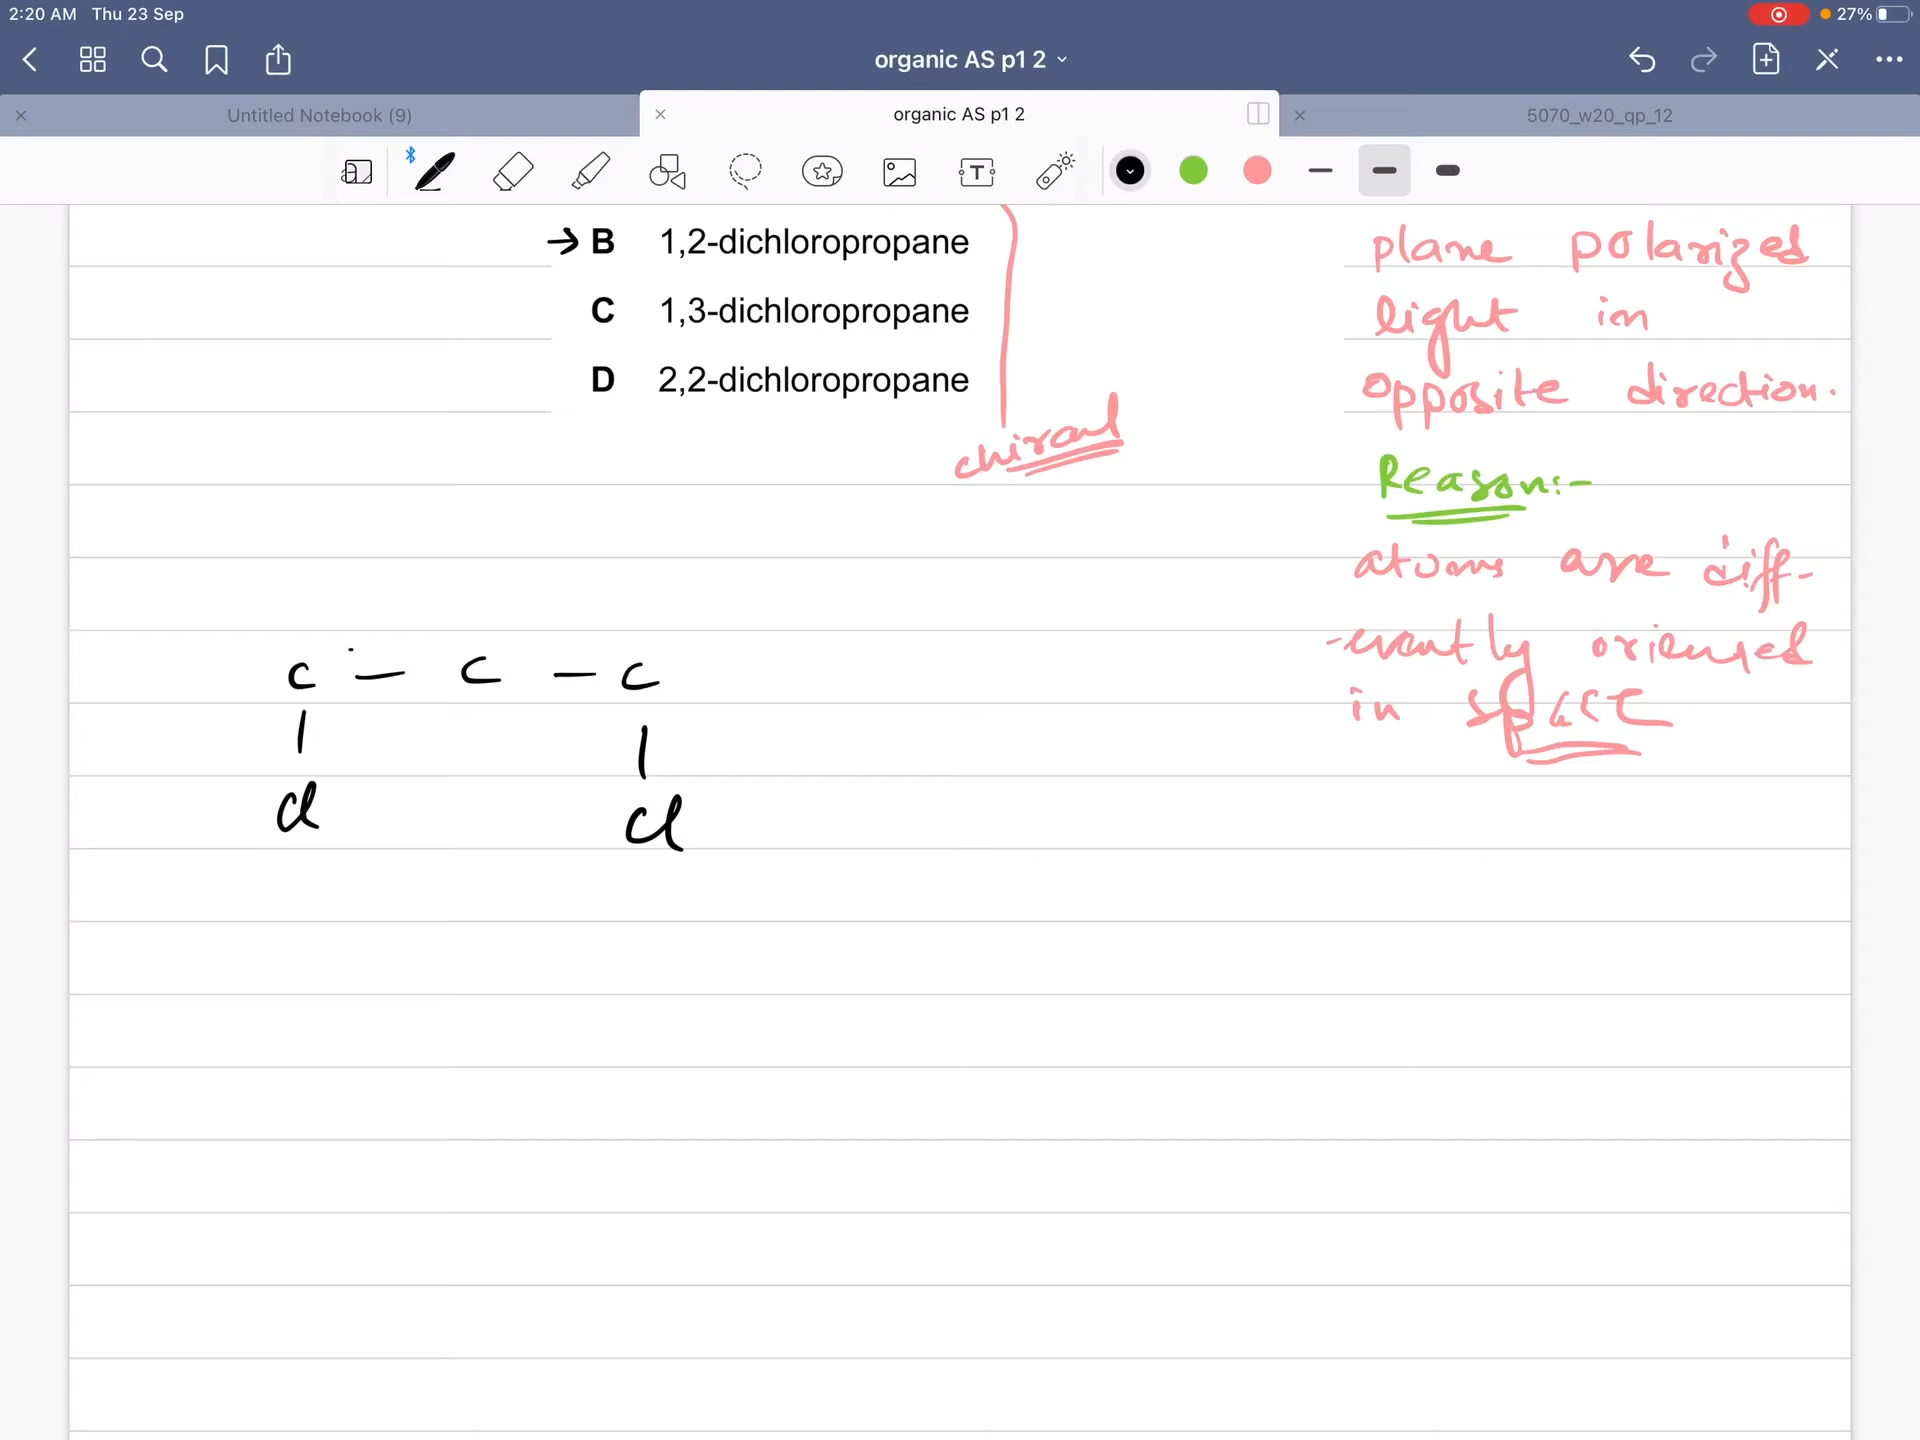 2:20 AM Thu 23 Sep
27%
organic AS p1 2
Untitled Notebook (9)
organic AS p1 2
5070_w20_qp_12
B 1,2-dichloropropane
C 1,3-dichloropropane
D 2,2-dichloropropane
chiral
plane polarized
light in
opposite direction.
Reason:-
atoms are diff-
-erently oriented
in space
C - C - C
| |
Cl Cl